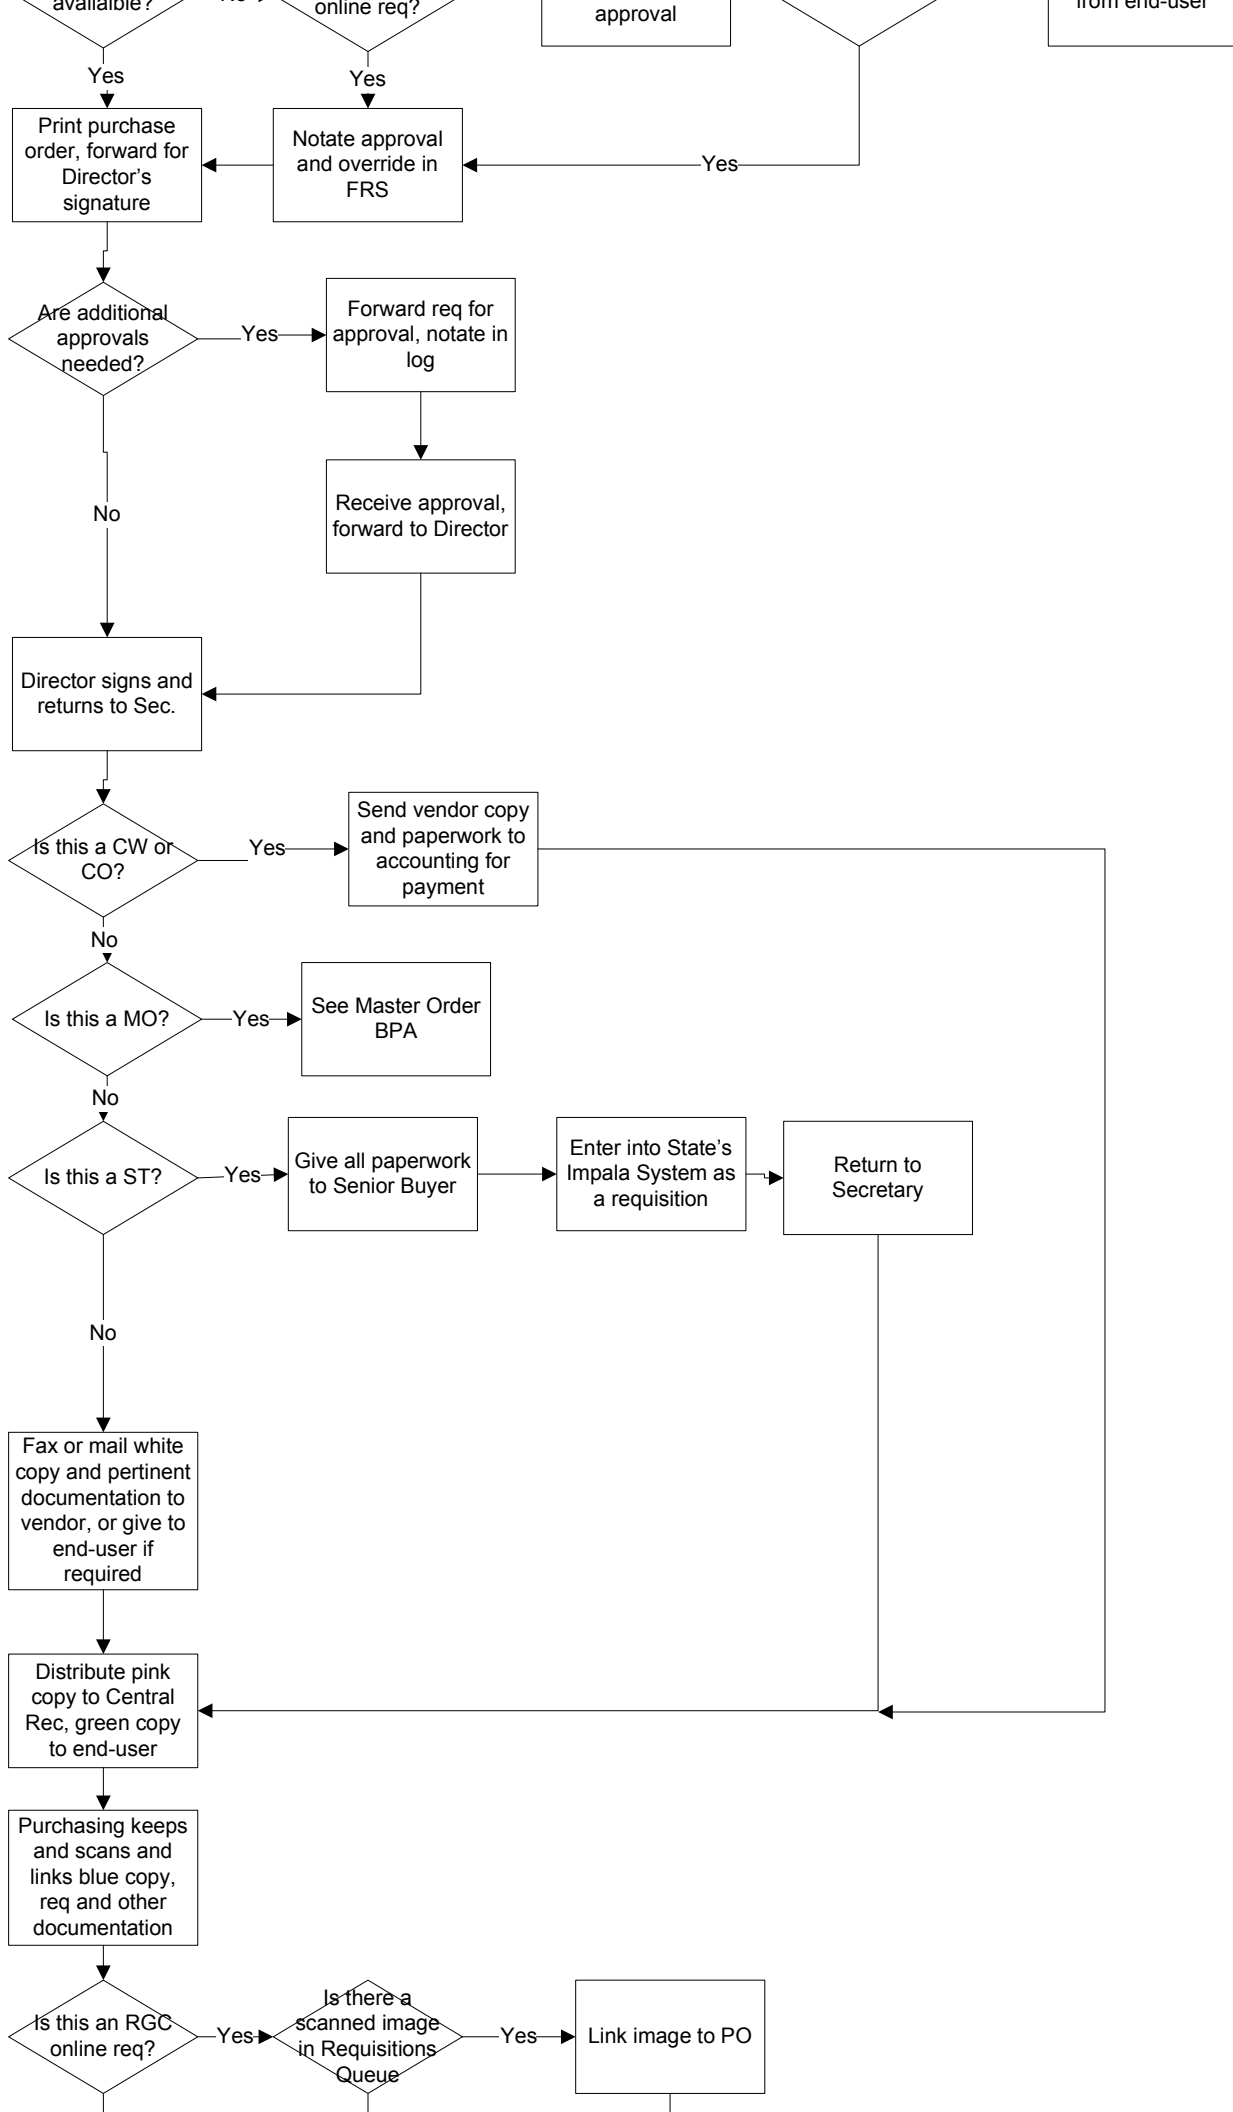 availaible?
online req?
approval
from end-user
Yes
Yes
Print purchase
order, forward for
Director's
signature
Notate approval
and override in
FRS
Yes
Are additional
approvals
needed?
Yes
Forward req for
approval, notate in
log
No
Receive approval,
forward to Director
Director signs and
returns to Sec.
Is this a CW or
CO?
Yes
Send vendor copy
and paperwork to
accounting for
payment
No
Is this a MO?
Yes
See Master Order
BPA
No
Is this a ST?
Yes
Give all paperwork
to Senior Buyer
Enter into State's
Impala System as
a requisition
Return to
Secretary
No
Fax or mail white
copy and pertinent
documentation to
vendor, or give to
end-user if
required
Distribute pink
copy to Central
Rec, green copy
to end-user
Purchasing keeps
and scans and
links blue copy,
req and other
documentation
Is this an RGC
online req?
Yes
Is there a
scanned image
in Requisitions
Queue
Yes
Link image to PO